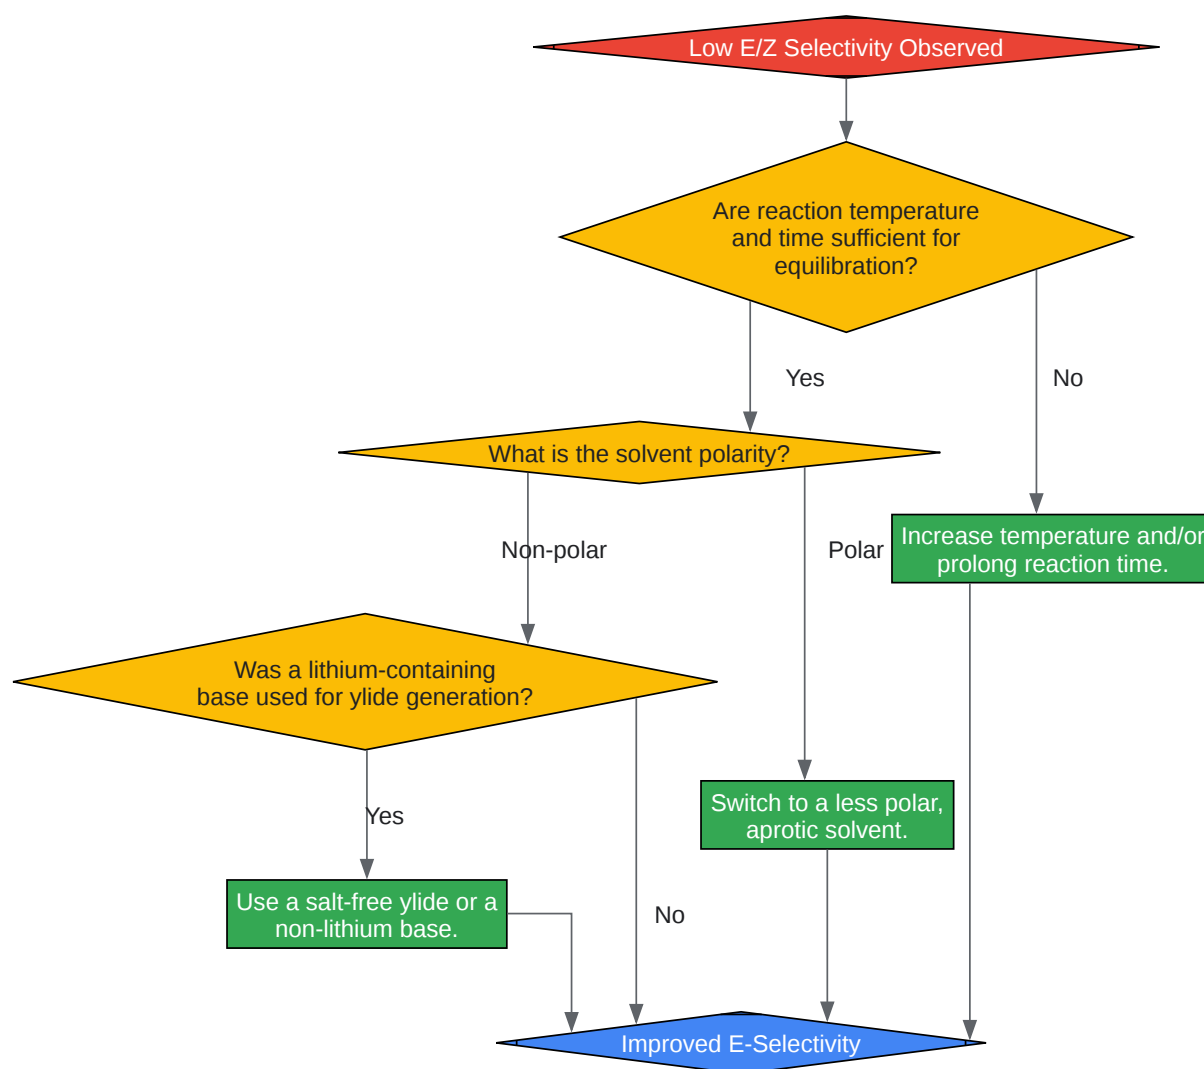 Low E/Z Selectivity Observed
Are reaction temperature
and time sufficient for
equilibration?
Yes
No
What is the solvent polarity?
Non-polar
Polar
Increase temperature and/or
prolong reaction time.
Was a lithium-containing
base used for ylide generation?
Yes
Switch to a less polar,
aprotic solvent.
Use a salt-free ylide or a
non-lithium base.
No
Improved E-Selectivity